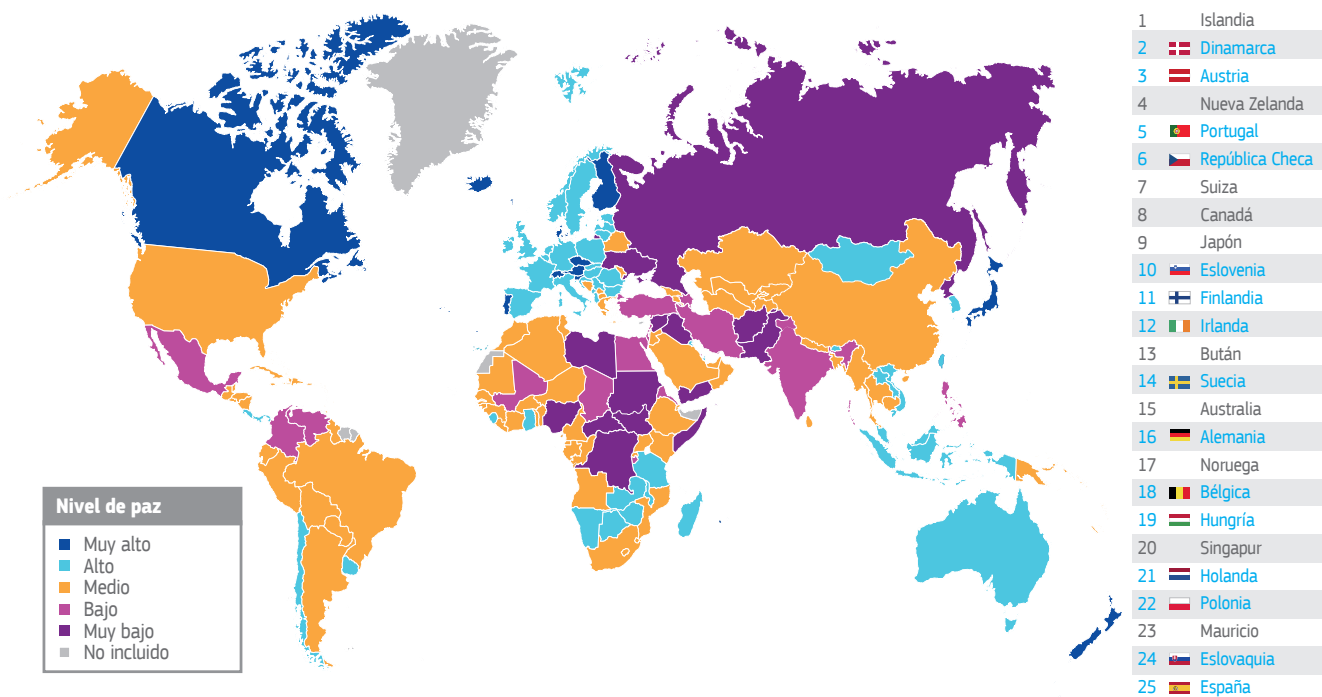 1 Islandia
2 Dinamarca
3 Austria
4 Nueva Zelanda
5 Portugal
6 República Checa
7 Suiza
8 Canadá
9 Japón
10 Eslovenia
11 Finlandia
12 Irlanda
13 Bután
14 Suecia
15 Australia
16 Alemania
17 Noruega
18 Bélgica
19 Hungría
20 Singapur
21 Holanda
22 Polonia
23 Mauricio
24 Eslovaquia
25 España
Nivel de paz
Muy alto
Alto
Medio
Bajo
Muy bajo
No incluido